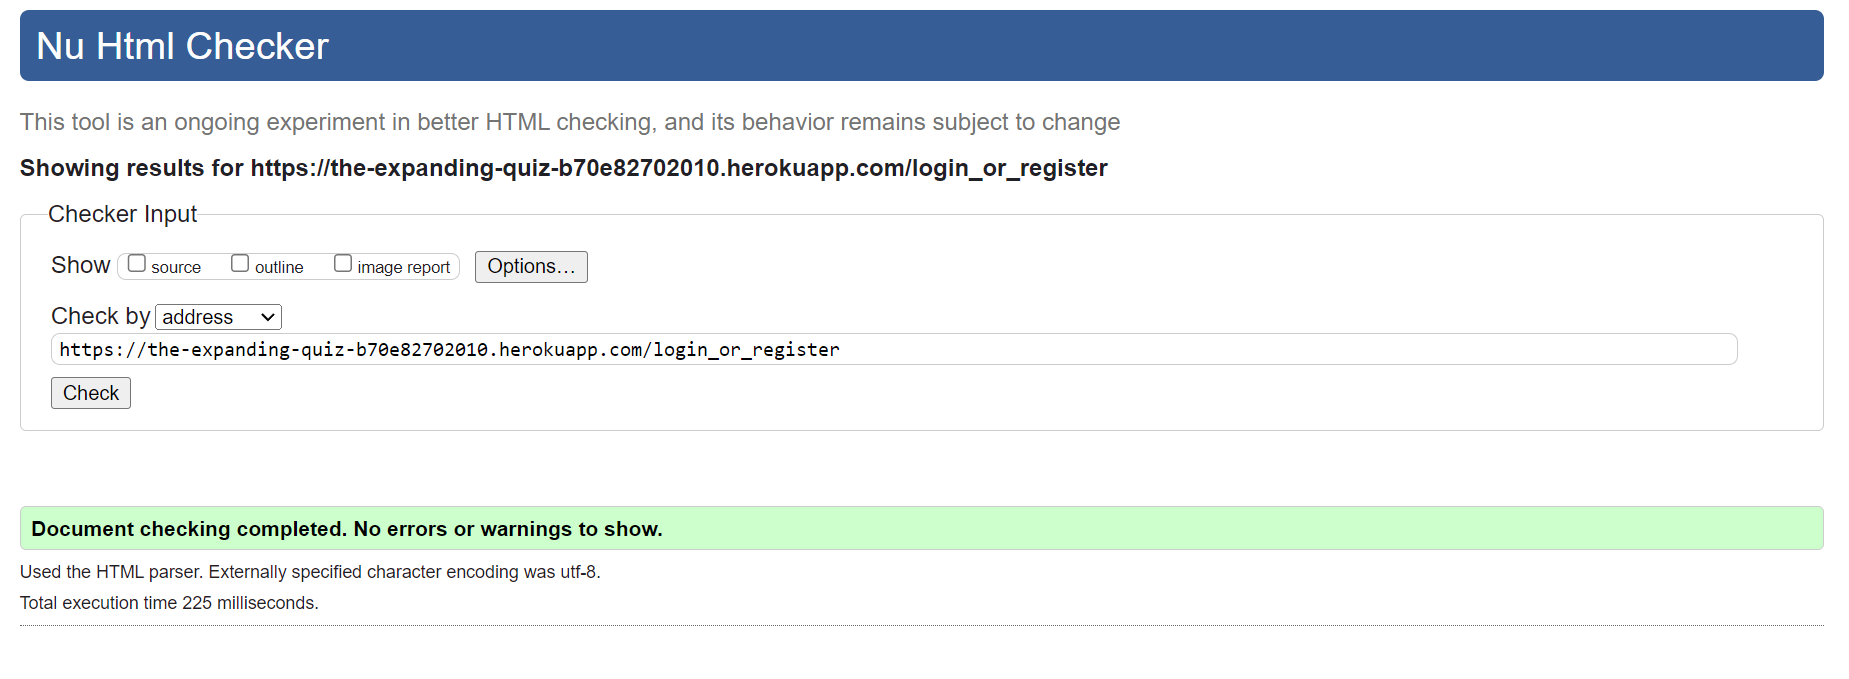 Nu Html Checker
This tool is an ongoing experiment in better HTML checking, and its behavior remains subject to change
Showing results for https://the-expanding-quiz-b70e82702010.herokuapp.com/login_or_register
Checker Input
Show source outline image report Options...
Check by address
https://the-expanding-quiz-b70e82702010.herokuapp.com/login_or_register
Check
Document checking completed. No errors or warnings to show.
Used the HTML parser. Externally specified character encoding was utf-8.
Total execution time 225 milliseconds.